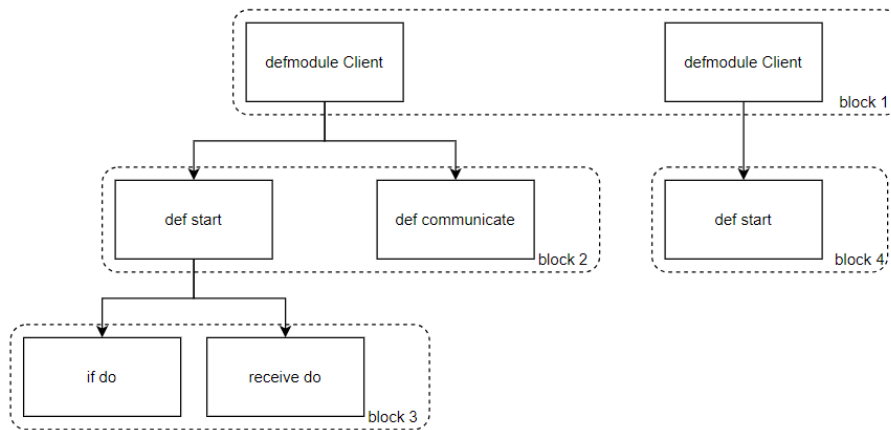 defmodule Client
defmodule Client
block 1
def start
def communicate
def start
block 2
block 4
if do
receive do
block 3